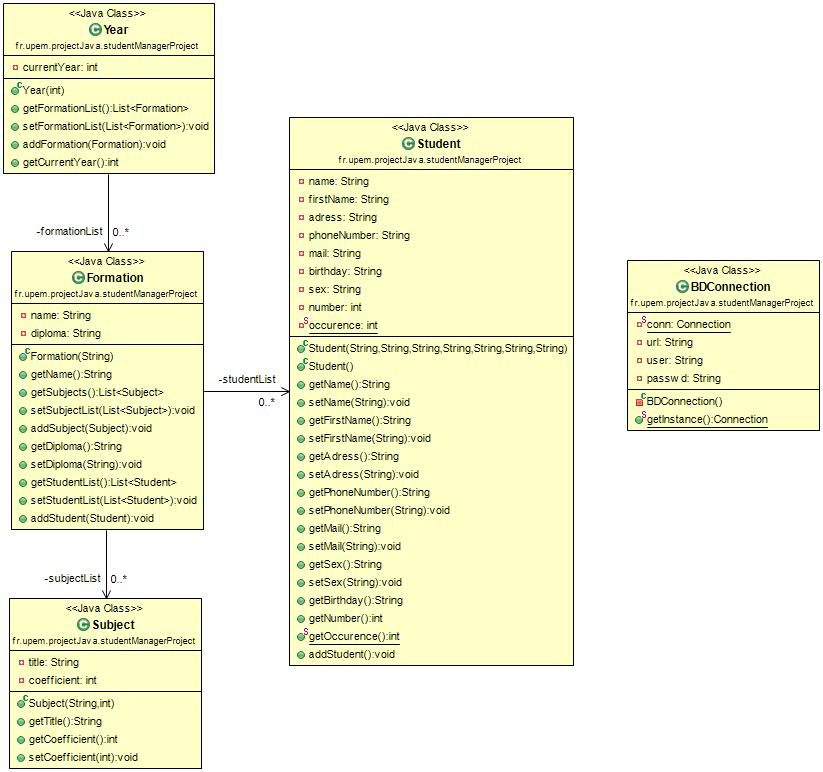 <<Java Class>>
Year
fr.upem.projectJava.studentManagerProject
currentYear: int
Year(int)
getFormationList():List<Formation>
setFormationList(List<Formation>):void
addFormation(Formation):void
getCurrentYear():int
-formationList 0..*
<<Java Class>>
Formation
fr.upem.projectJava.studentManagerProject
name: String
diploma: String
Formation(String)
getName():String
getSubjects():List<Subject>
setSubjectList(List<Subject>):void
addSubject(Subject):void
getDiploma():String
setDiploma(String):void
getStudentList():List<Student>
setStudentList(List<Student>):void
addStudent(Student):void
-subjectList 0..*
<<Java Class>>
Subject
fr.upem.projectJava.studentManagerProject
title: String
coefficient: int
Subject(String,int)
getTitle():String
getCoefficient():int
setCoefficient(int):void
-studentList
0..*
<<Java Class>>
Student
fr.upem.projectJava.studentManagerProject
name: String
firstName: String
adress: String
phoneNumber: String
mail: String
birthday: String
sex: String
number: int
occurence: int
Student(String,String,String,String,String,String,String)
Student()
getName():String
setName(String):void
getFirstName():String
setFirstName(String):void
getAdress():String
setAdress(String):void
getPhoneNumber():String
setPhoneNumber(String):void
getMail():String
setMail(String):void
getSex():String
setSex(String):void
getBirthday():String
getNumber():int
getOccurence():int
addStudent():void
<<Java Class>>
BDConnection
fr.upem.projectJava.studentManagerProject
conn: Connection
url: String
user: String
passwd: String
BDConnection()
getInstance():Connection